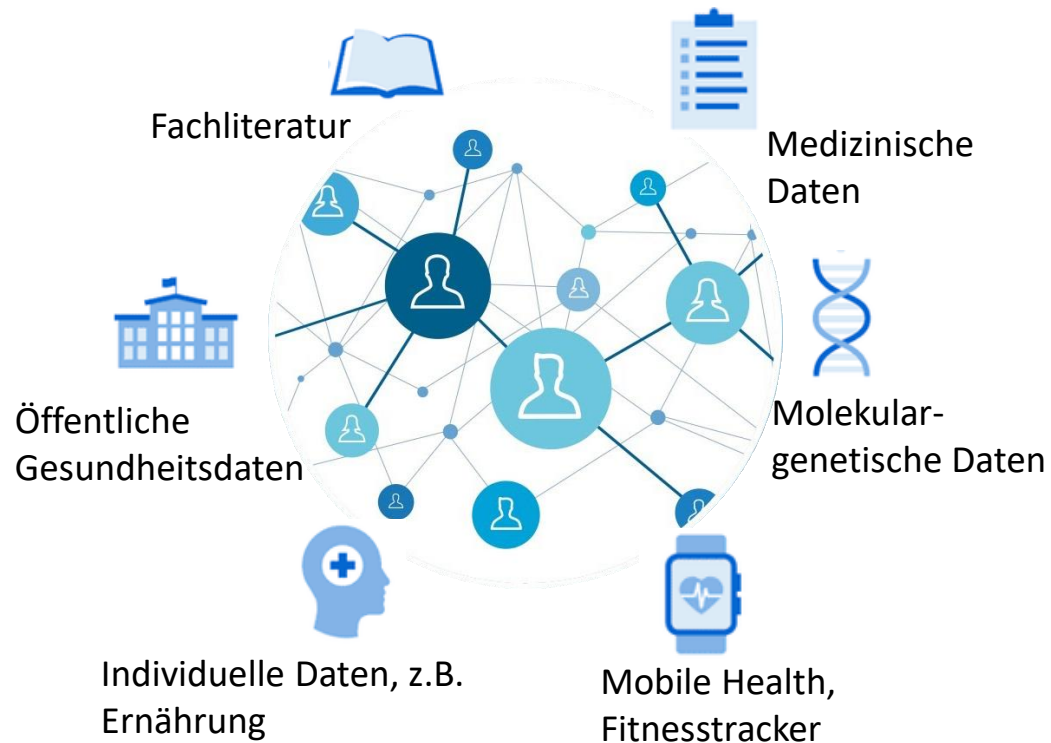 Fachliteratur
Medizinische
Daten
Öffentliche
Gesundheitsdaten
Molekular-
genetische Daten
Individuelle Daten, z.B.
Ernährung
Mobile Health,
Fitnesstracker